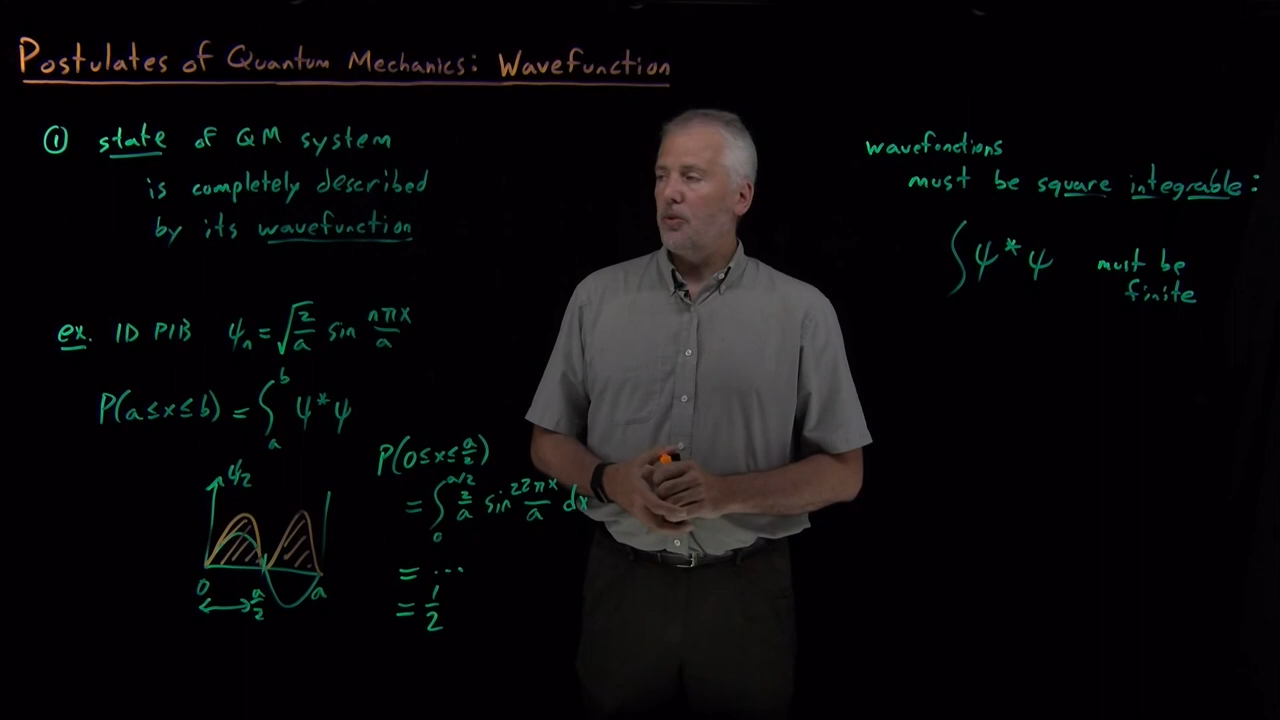 Postulates of Quantum Mechanics: Wavefunction
① state of QM system
is completely described
by its wavefunction
ex. 1D PIB ψₙ = √(2/a) sin nπx/a
P(a≤x≤b) = ∫ₐᵇ ψ*ψ
ψ₂
0 a/2 a
P(0≤x≤a/2)
= ∫₀^(a/2) 2/a sin² 2πx/a dx
= ...
= 1/2
wavefunctions
must be square integrable:
∫ψ*ψ must be
finite